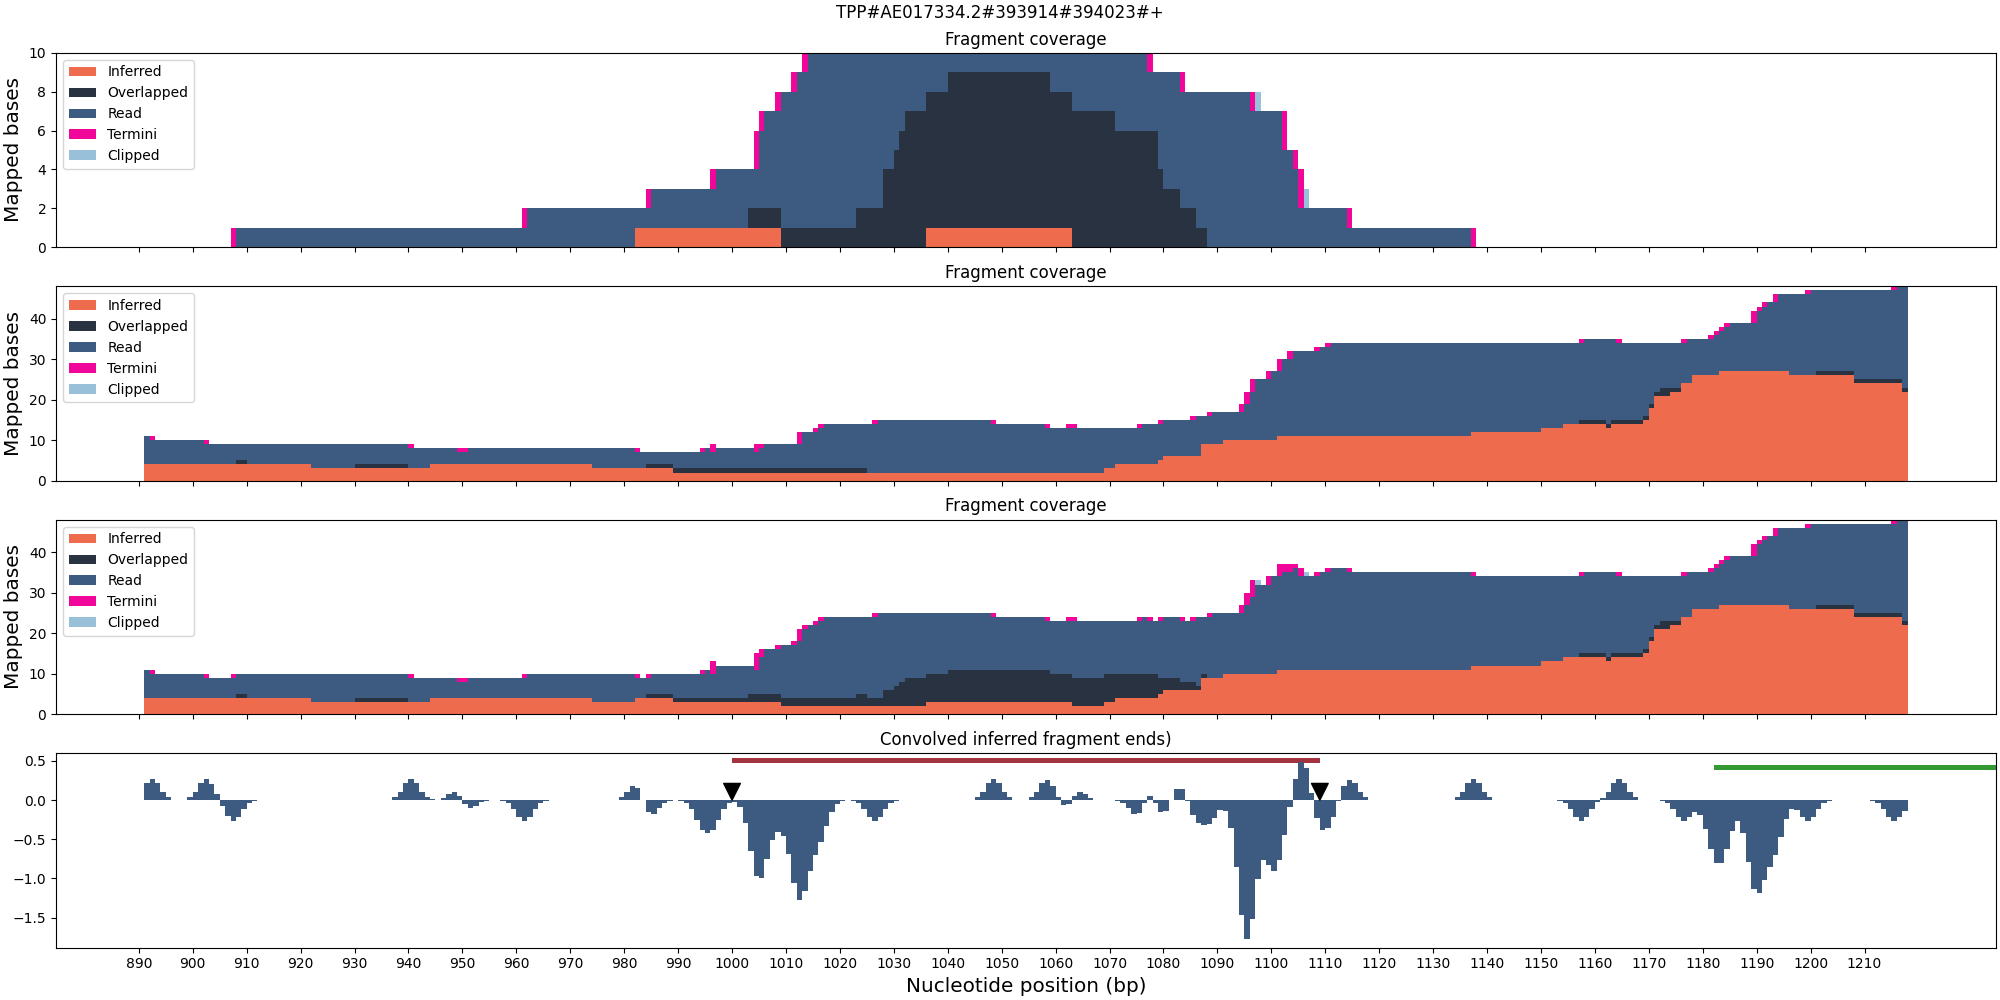 TPP#AE017334.2#393914#394023#+
Fragment coverage
Mapped bases
10
8
6
4
2
0
Inferred
Overlapped
Read
Termini
Clipped
Fragment coverage
Mapped bases
40
30
20
10
0
Inferred
Overlapped
Read
Termini
Clipped
Fragment coverage
Mapped bases
40
30
20
10
0
Inferred
Overlapped
Read
Termini
Clipped
Convolved inferred fragment ends)
0.5
0.0
−0.5
−1.0
−1.5
890 900 910 920 930 940 950 960 970 980 990 1000 1010 1020 1030 1040 1050 1060 1070 1080 1090 1100 1110 1120 1130 1140 1150 1160 1170 1180 1190 1200 1210
Nucleotide position (bp)